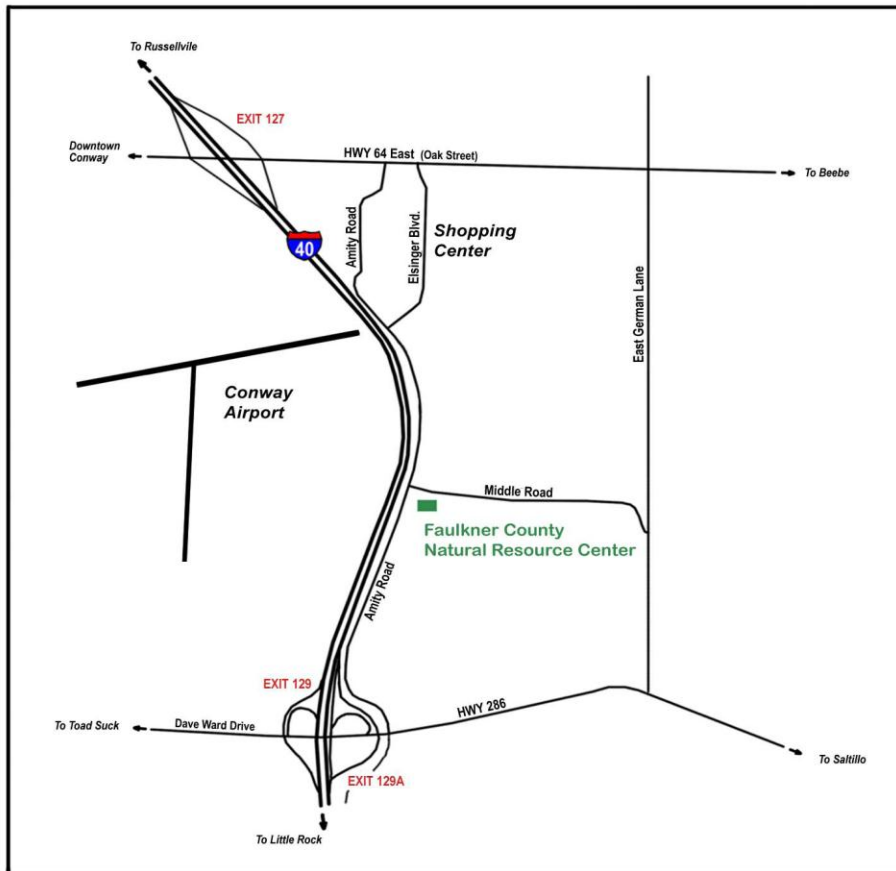 To Russellvile
EXIT 127
Downtown
Conway
HWY 64 East (Oak Street)
To Beebe
Amity Road
Elsinger Blvd.
Shopping
Center
40
East German Lane
Conway
Airport
Middle Road
Faulkner County
Natural Resource Center
Amity Road
EXIT 129
HWY 286
To Toad Suck
Dave Ward Drive
To Saltillo
EXIT 129A
To Little Rock